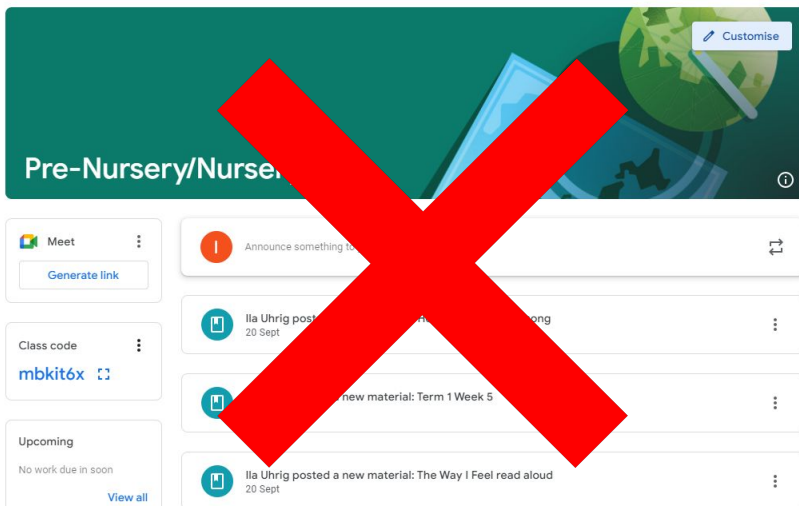 Customise
Pre-Nursery/Nurse
Meet
Generate link
Announce something to
Class code
mbkit6x
Upcoming
No work due in soon
View all
Ila Uhrig post ong
20 Sept
new material: Term 1 Week 5
Ila Uhrig posted a new material: The Way I Feel read aloud
20 Sept